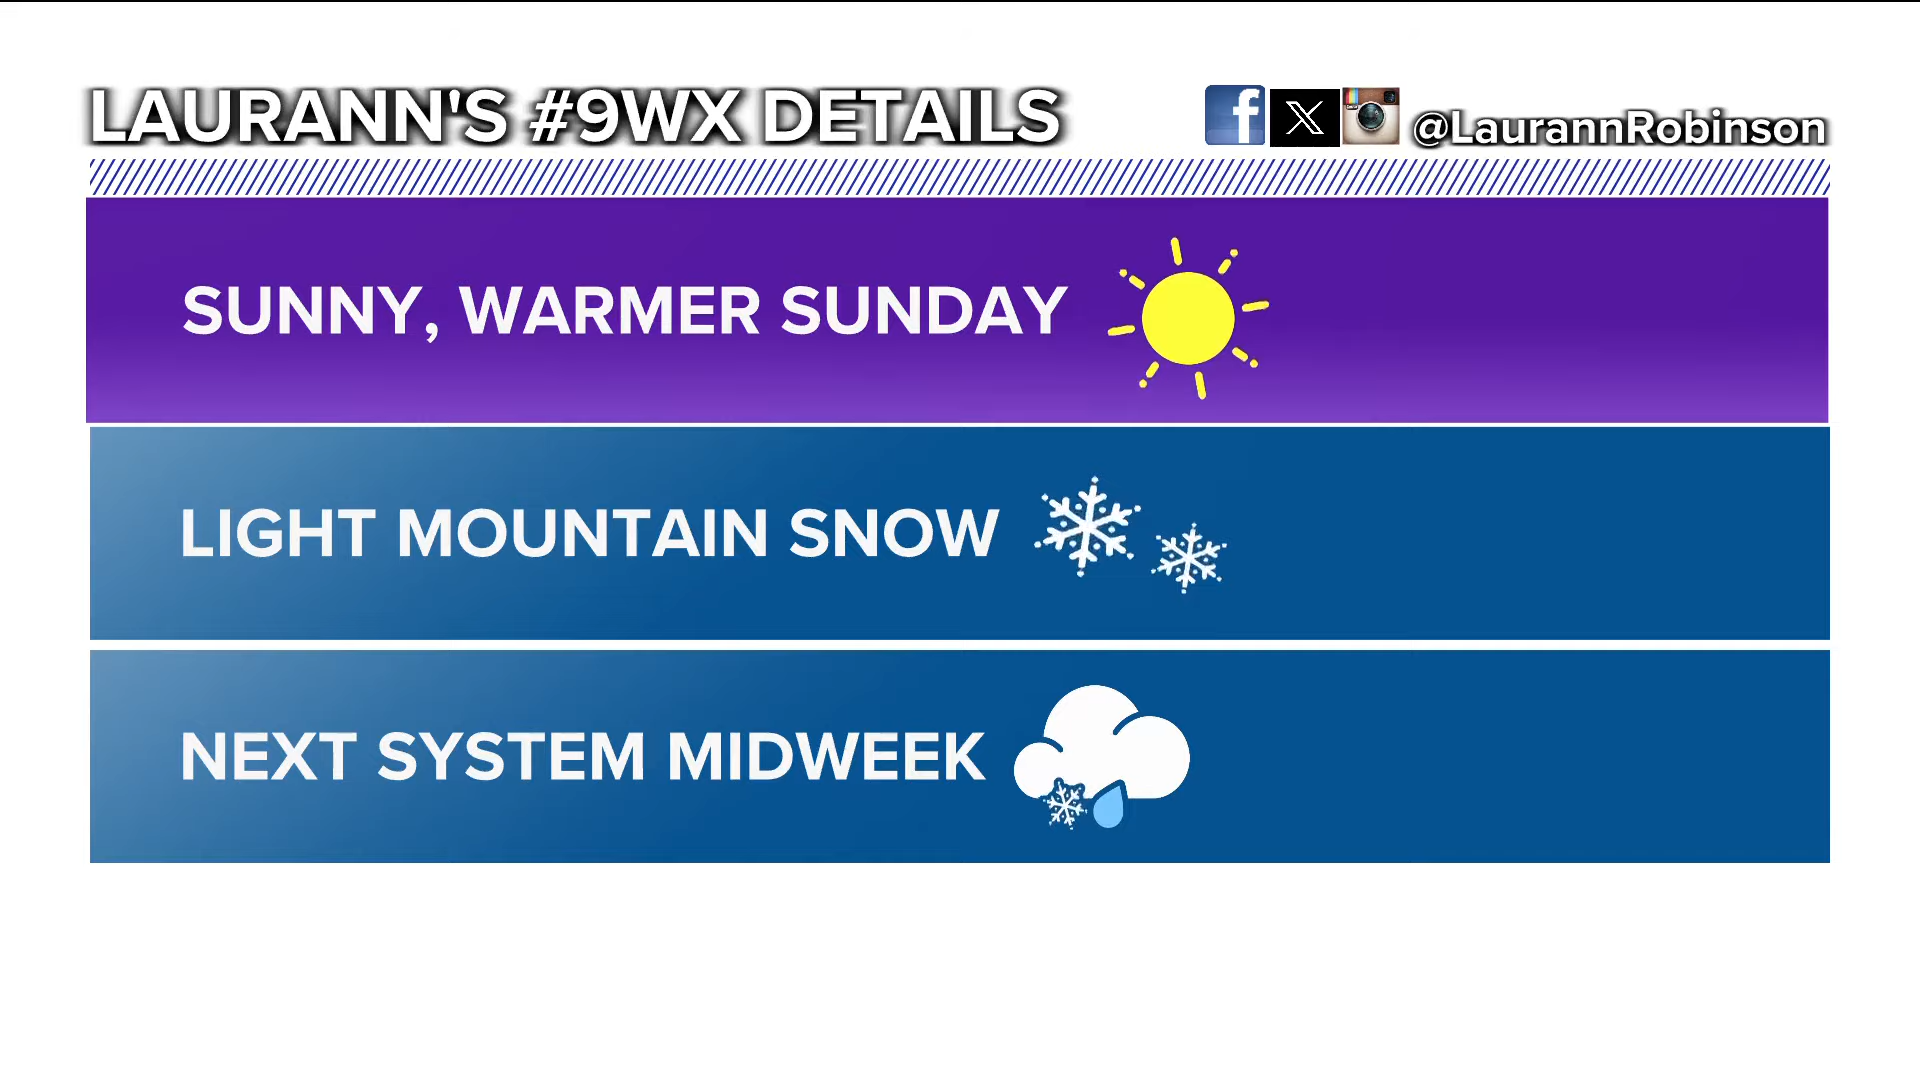 LAURANN'S #9WX DETAILS
@LaurannRobinson
SUNNY, WARMER SUNDAY
LIGHT MOUNTAIN SNOW
NEXT SYSTEM MIDWEEK